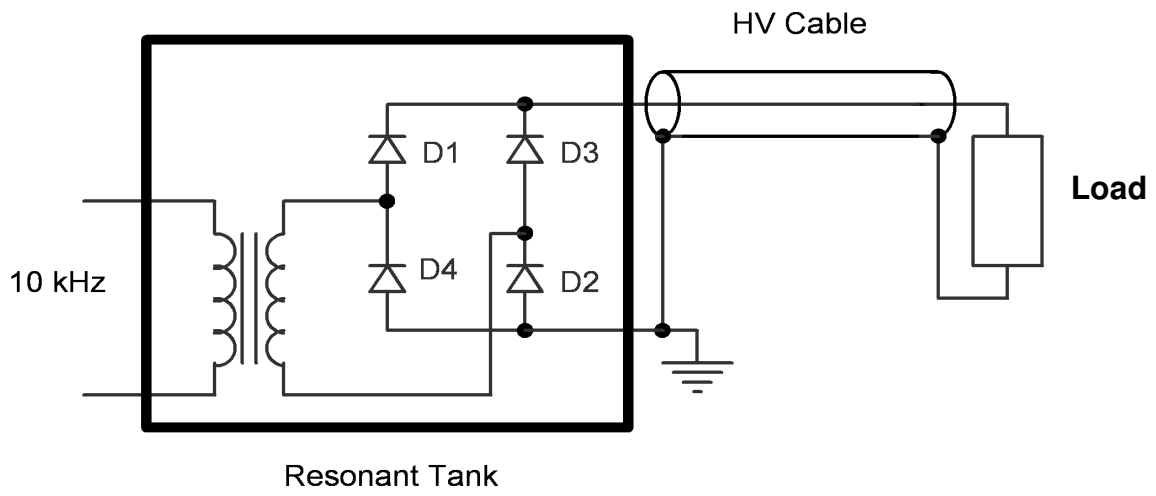 HV Cable
D1
D3
Load
D4
D2
10 kHz
Resonant Tank